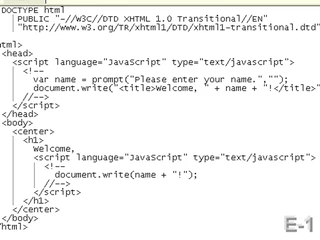 DOCTYPE html
PUBLIC "-//W3C//DTD XHTML 1.0 Transitional//EN"
"http://www.w3.org/TR/xhtml1/DTD/xhtml1-transitional.dtd"
html>
<head>
<script language="JavaScript" type="text/javascript">
<!--
var name = prompt("Please enter your name.","");
document.write("<title>Welcome, " + name + "!</title>"
//-->
</script>
</head>
<body>
<center>
<h1>
Welcome,
<script language="JavaScript" type="text/javascript">
<!--
document.write(name + "!");
//-->
</script>
</h1>
</center>
</body>
html>
E-1